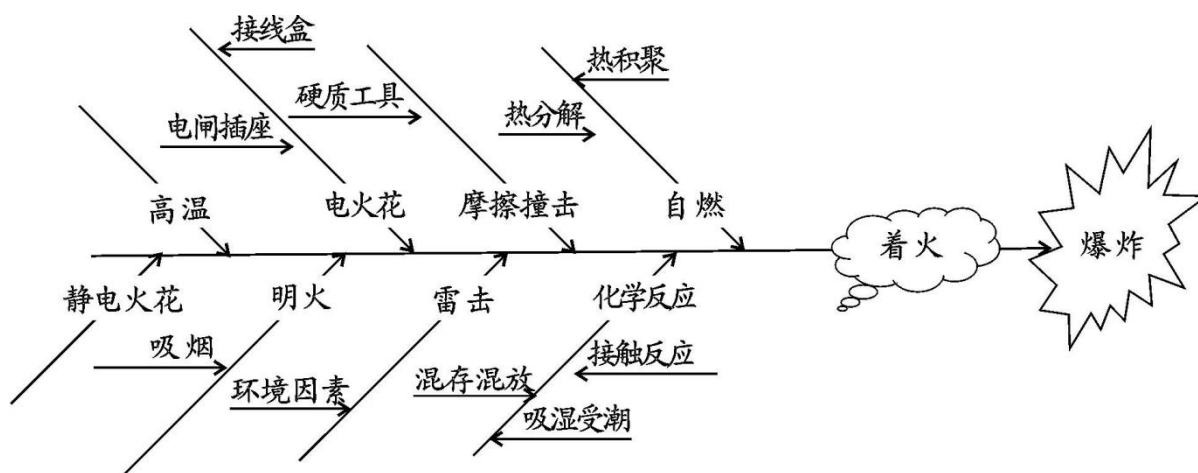 接线盒
硬质工具
热积聚
电闸插座
热分解
高温
电火花
摩擦撞击
自燃
着火
爆炸
静电火花
明火
雷击
化学反应
吸烟
环境因素
混存混放
接触反应
吸湿受潮